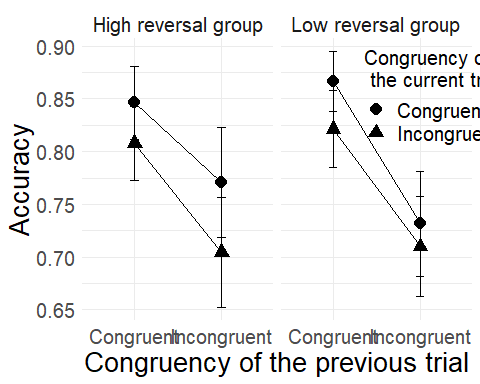 High reversal group
Low reversal group
Congruency o
the current tr
Congruen
Incongruen
0.90
0.85
0.80
0.75
0.70
0.65
Accuracy
Congruent
Incongruent
Congruent
Incongruent
Congruency of the previous trial